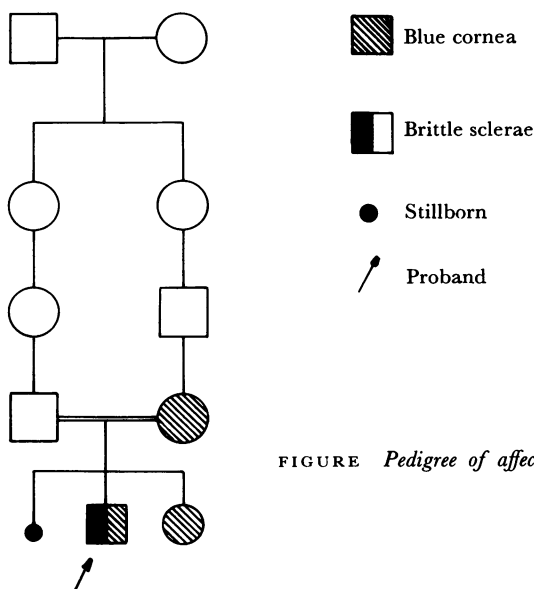 Blue cornea
Brittle sclerae
Stillborn
Proband
FIGURE Pedigree of affec